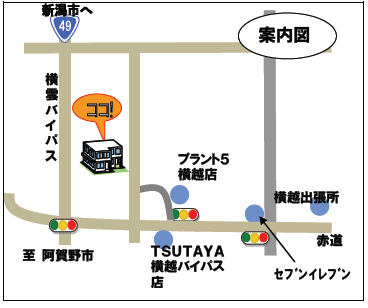 新潟市へ
49
案内図
横雲バイパス
ココ!
プラント5
横越店
横越出張所
至 阿賀野市
TSUTAYA
横越バイパス
店
赤道
セブンイレブン